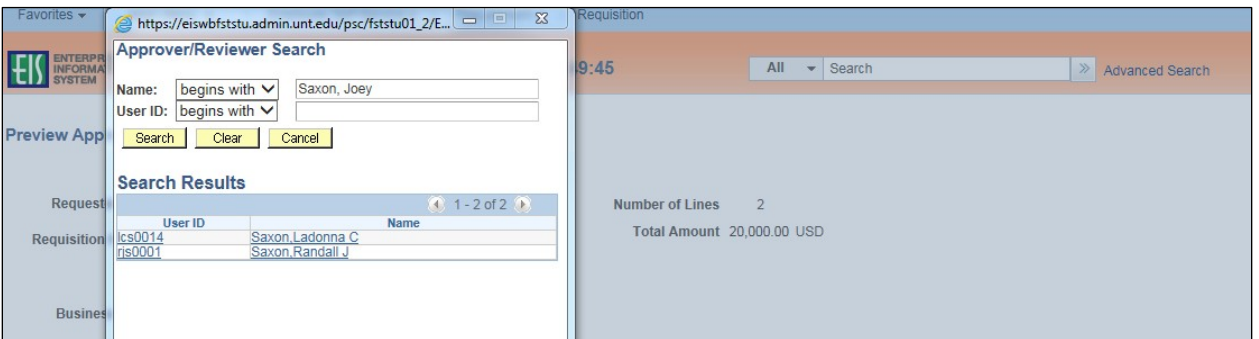 Favorites
https://eiswbfststu.admin.unt.edu/psc/fststu01_2/E...
Requisition
EIS
ENTERPR
INFORMA
SYSTEM
9:45
All
Search
Advanced Search
Approver/Reviewer Search
Name: begins with Saxon, Joey
User ID: begins with
Search Clear Cancel
Preview App
Search Results
1 - 2 of 2
User ID Name
lcs0014 Saxon,Ladonna C
rjs0001 Saxon,Randall J
Request
Requisition
Busines
Number of Lines 2
Total Amount 20,000.00 USD